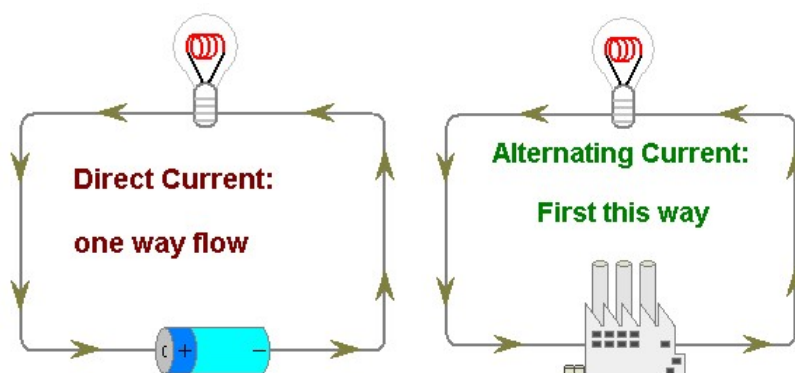 Direct Current:
one way flow
+ −
Alternating Current:
First this way